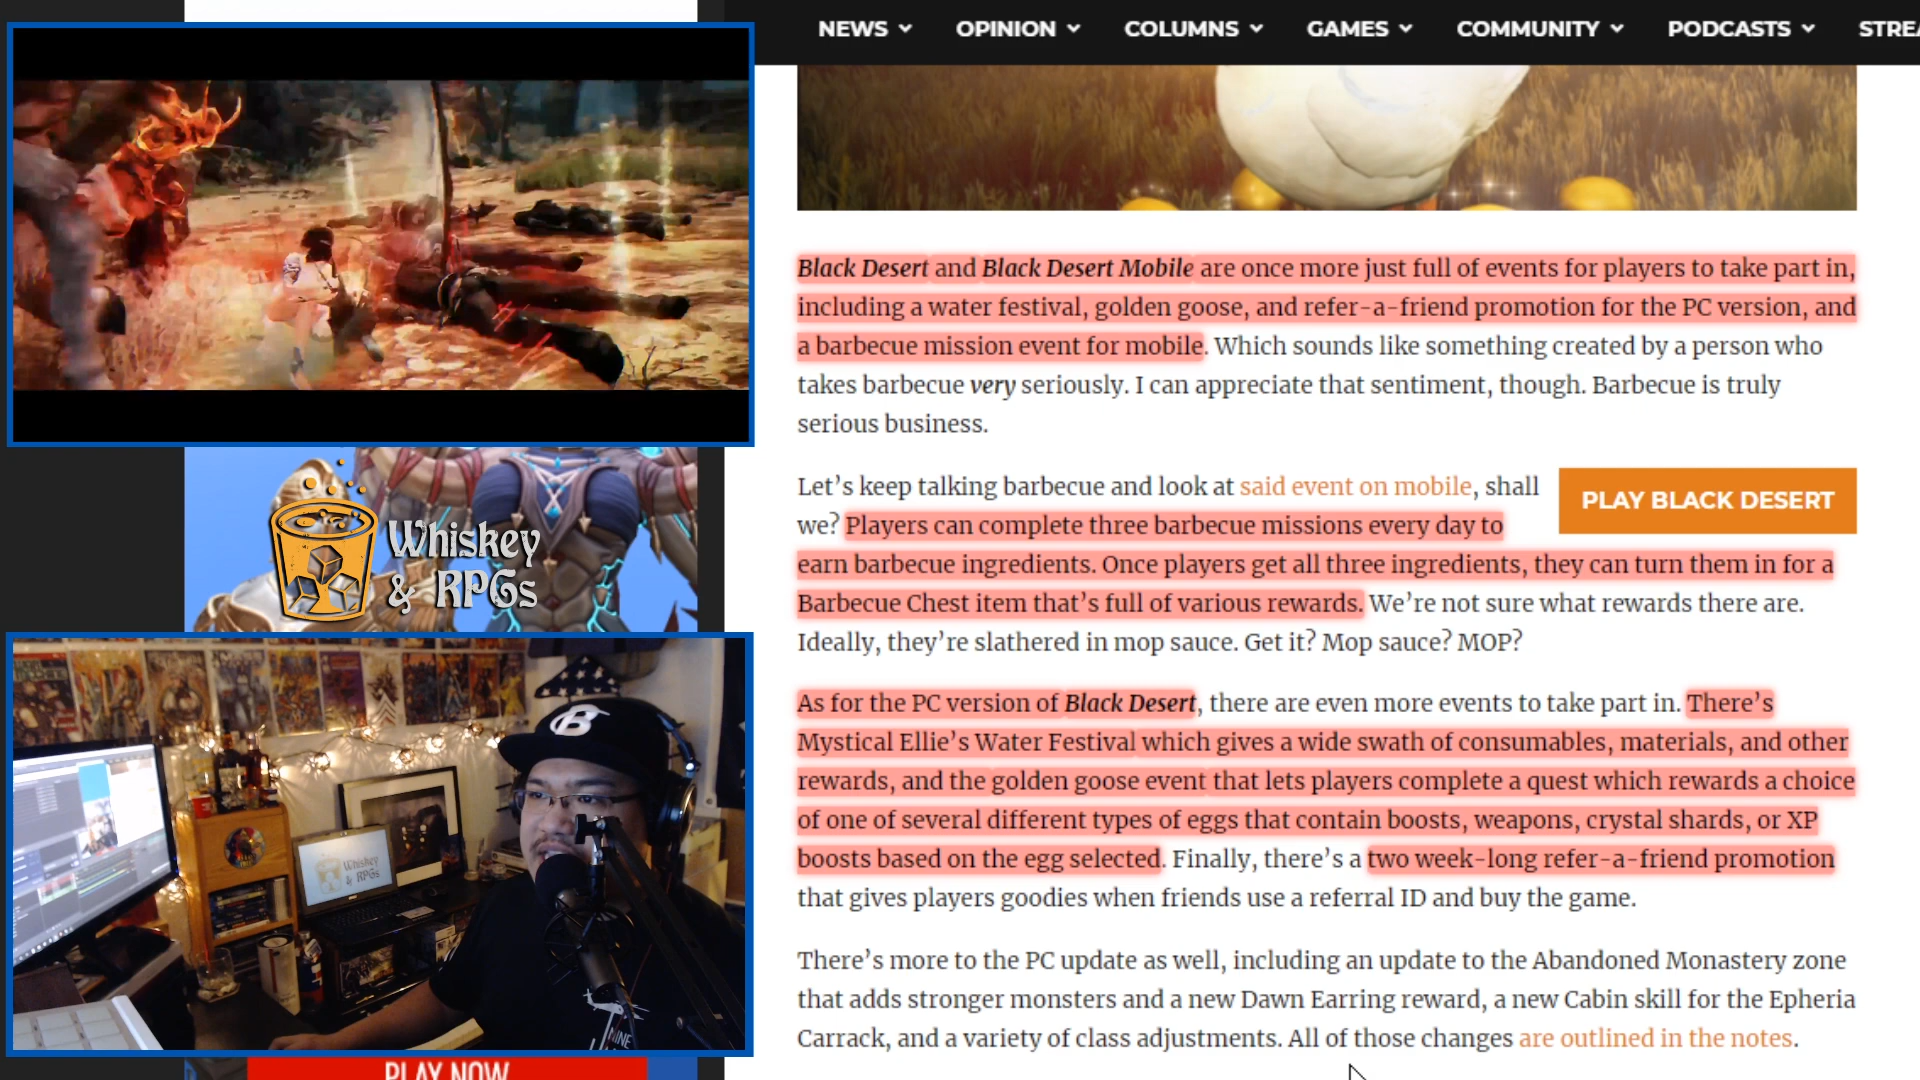 NEWS OPINION COLUMNS GAMES COMMUNITY PODCASTS STREA
Black Desert and Black Desert Mobile are once more just full of events for players to take part in,
including a water festival, golden goose, and refer-a-friend promotion for the PC version, and
a barbecue mission event for mobile. Which sounds like something created by a person who
takes barbecue very seriously. I can appreciate that sentiment, though. Barbecue is truly
serious business.
Let’s keep talking barbecue and look at said event on mobile, shall
we? Players can complete three barbecue missions every day to
earn barbecue ingredients. Once players get all three ingredients, they can turn them in for a
Barbecue Chest item that’s full of various rewards. We’re not sure what rewards there are.
Ideally, they’re slathered in mop sauce. Get it? Mop sauce? MOP?
PLAY BLACK DESERT
As for the PC version of Black Desert, there are even more events to take part in. There’s
Mystical Ellie’s Water Festival which gives a wide swath of consumables, materials, and other
rewards, and the golden goose event that lets players complete a quest which rewards a choice
of one of several different types of eggs that contain boosts, weapons, crystal shards, or XP
boosts based on the egg selected. Finally, there’s a two week-long refer-a-friend promotion
that gives players goodies when friends use a referral ID and buy the game.
There’s more to the PC update as well, including an update to the Abandoned Monastery zone
that adds stronger monsters and a new Dawn Earring reward, a new Cabin skill for the Epheria
Carrack, and a variety of class adjustments. All of those changes are outlined in the notes.
Whiskey
& RPGs
Whiskey
& RPGs
PLAY NOW